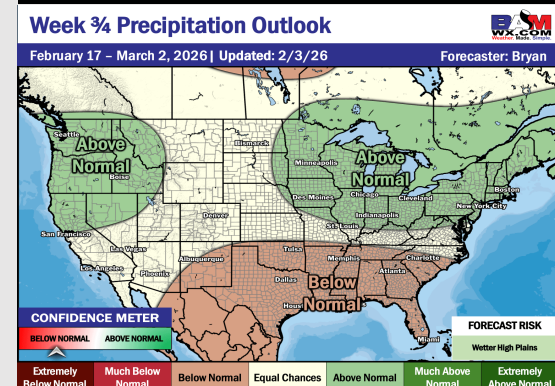 Week ¾ Precipitation Outlook
BAM
WX.COM
Weather. Made. Simple.
February 17 – March 2, 2026| Updated: 2/3/26
Forecaster: Bryan
Seattle
Above
Normal
Boise
Bismarck
Minneapolis
Above
Normal
Des Moines
Chicago
Cleveland
Boston
New York City
Indianapolis
Denver
St. Louis
San Francisco
Las Vegas
Los Angeles
Phoenix
Albuquerque
Tulsa
Memphis
Charlotte
Atlanta
Dallas
Below
Normal
Hous
Miami
CONFIDENCE METER
BELOW NORMAL
ABOVE NORMAL
FORECAST RISK
Wetter High Plains
Extremely
Below Normal
Much Below
Normal
Below Normal
Equal Chances
Above Normal
Much Above
Normal
Extremely
Above Normal